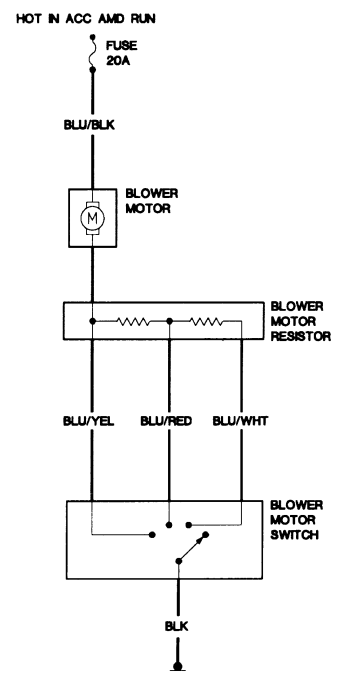 HOT IN ACC AMD RUN
FUSE
20A
BLU/BLK
BLOWER
MOTOR
M
BLOWER
MOTOR
RESISTOR
BLU/YEL BLU/RED BLU/WHT
BLOWER
MOTOR
SWITCH
BLK